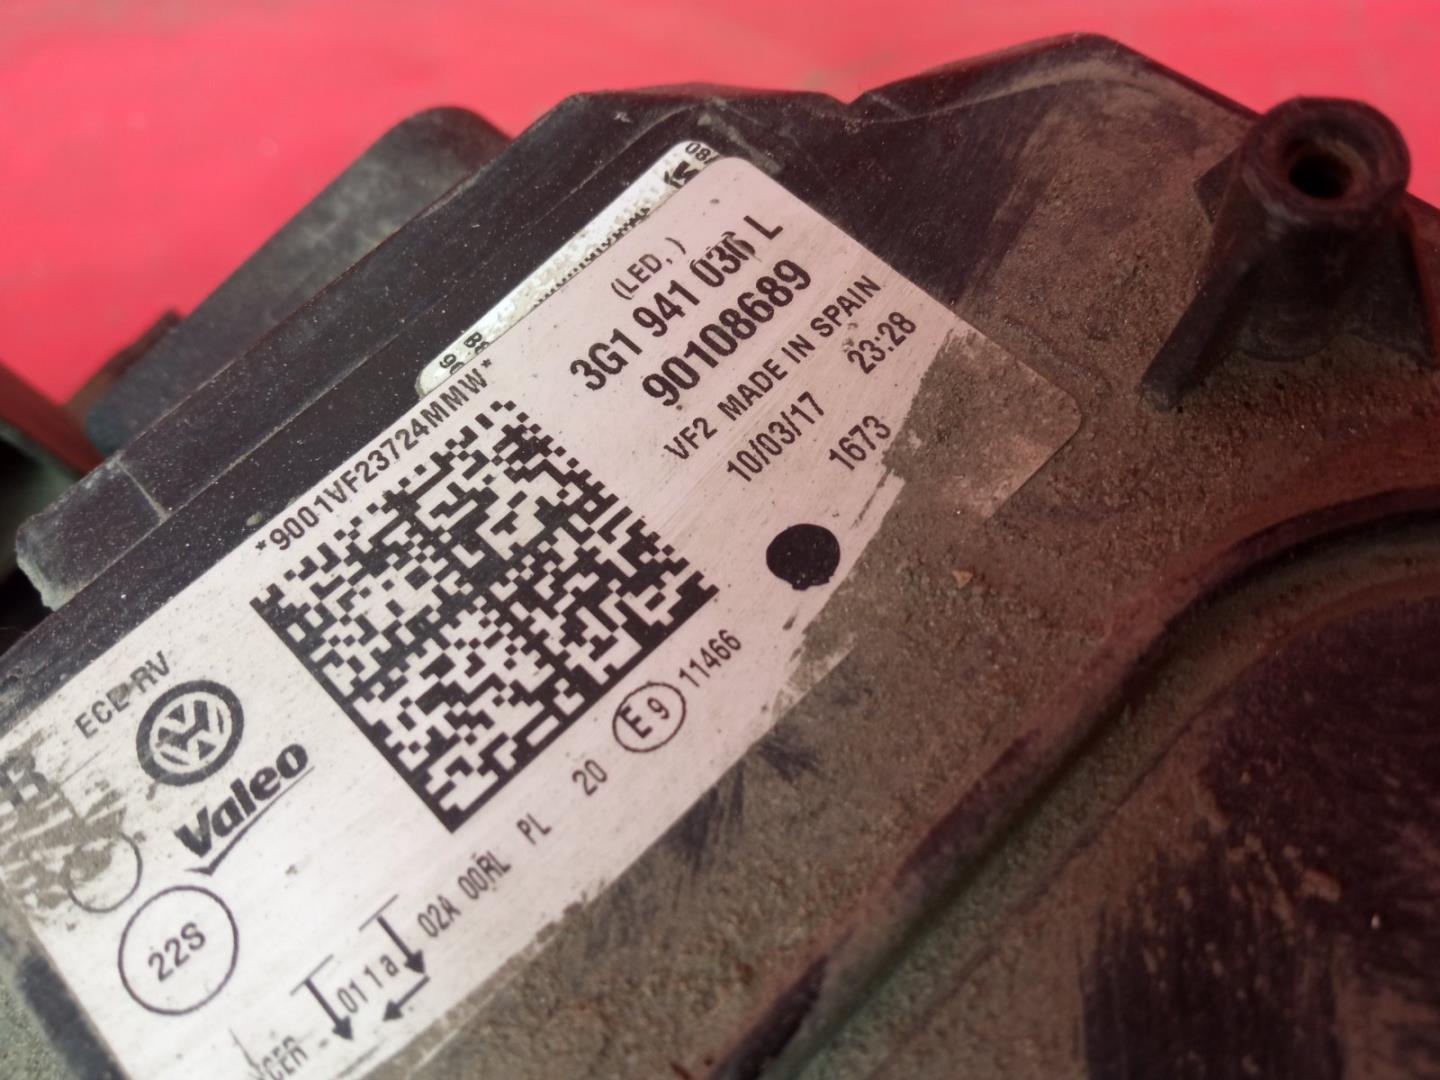 (LED, )
3G1 941 036 L
90108689
VF2 MADE IN SPAIN
10/03/17 23:28
1673
*9001VF23724MMW*
ECE RV
Valeo
22S
E 9 11466
02A 00RL PL 20
01 1a